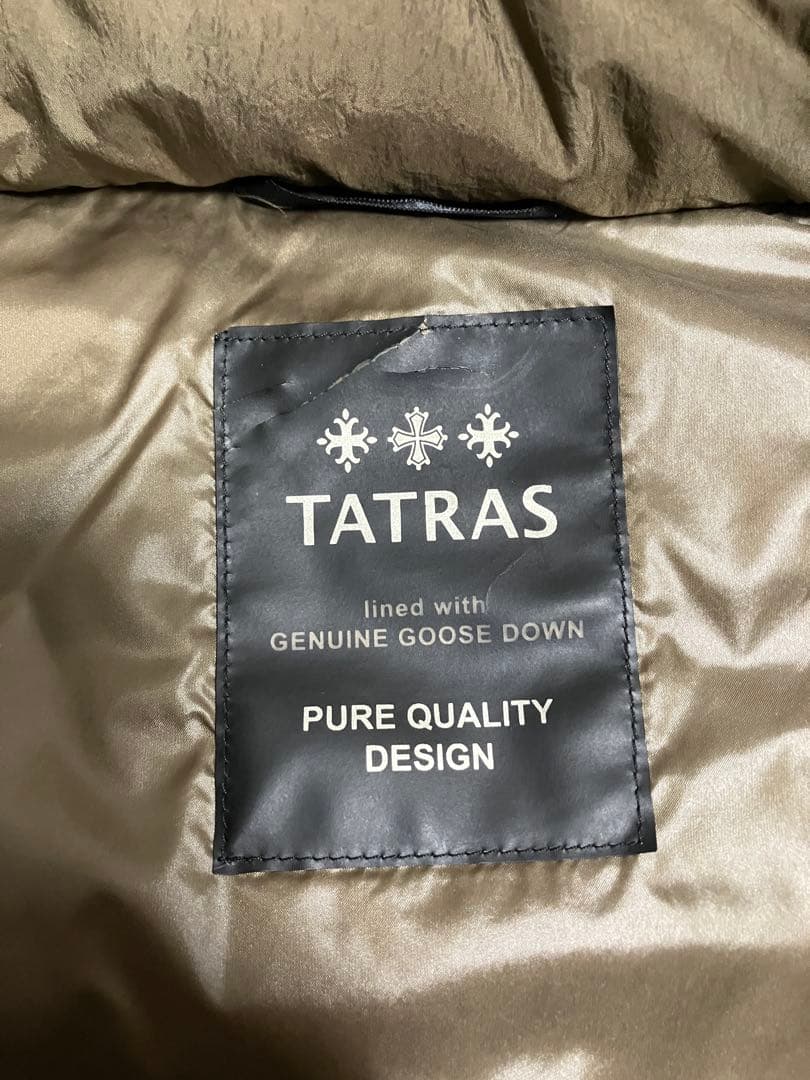 TATRAS
lined with
GENUINE GOOSE DOWN
PURE QUALITY
DESIGN